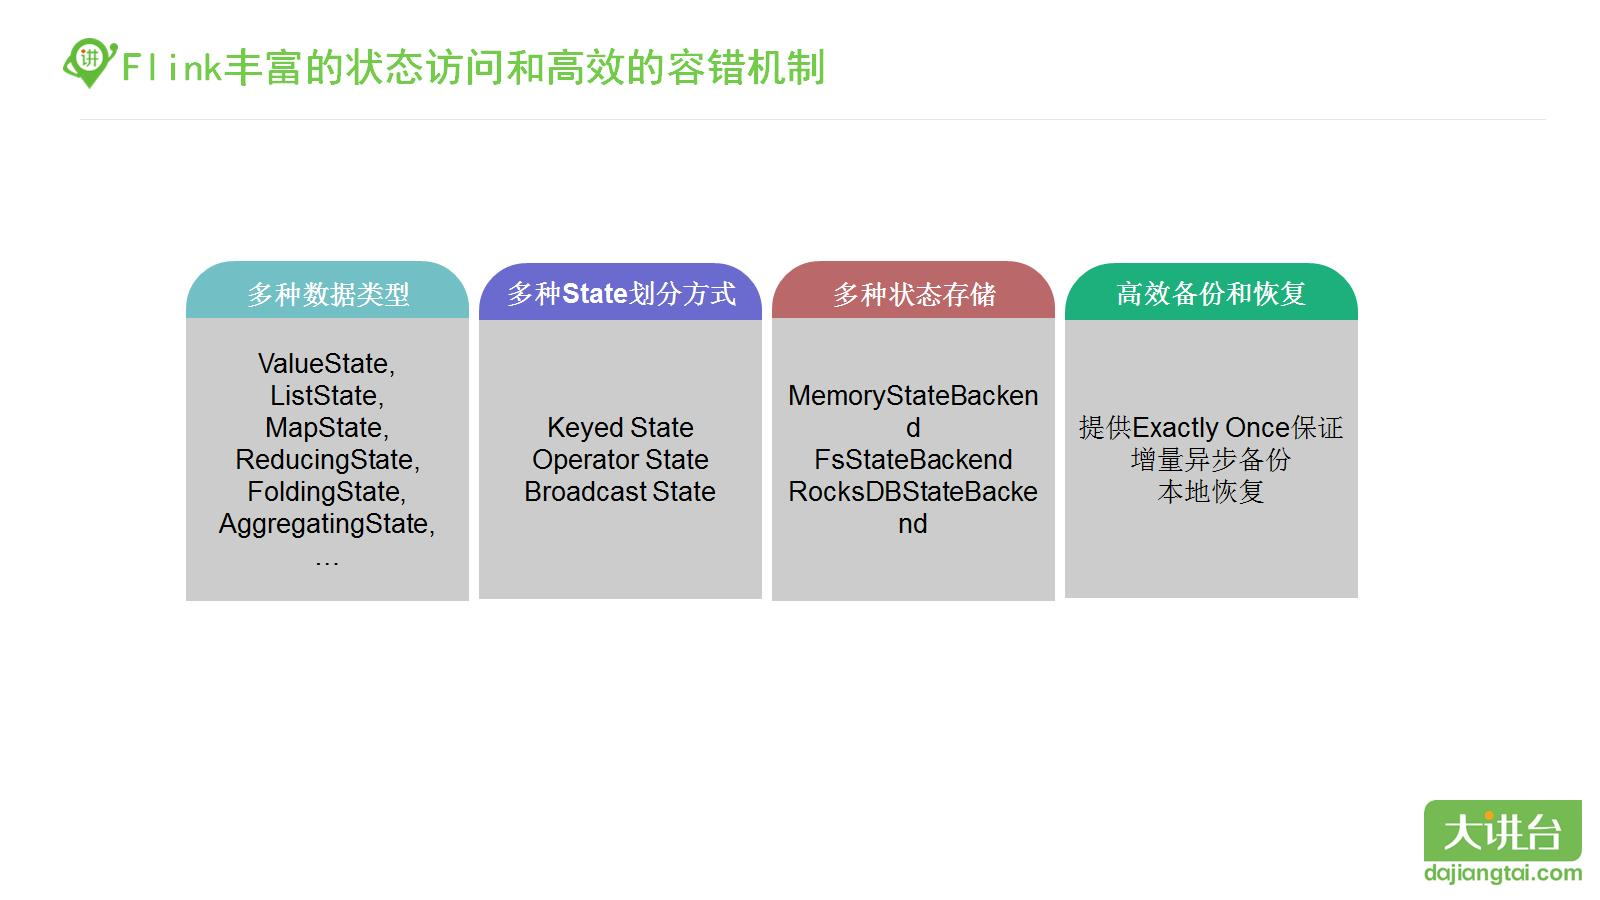 讲
Flink丰富的状态访问和高效的容错机制
多种数据类型
ValueState,
ListState,
MapState,
ReducingState,
FoldingState,
AggregatingState,
…
多种State划分方式
Keyed State
Operator State
Broadcast State
多种状态存储
MemoryStateBacken
d
FsStateBackend
RocksDBStateBacke
nd
高效备份和恢复
提供Exactly Once保证
增量异步备份
本地恢复
大讲台
dajiangtai.com